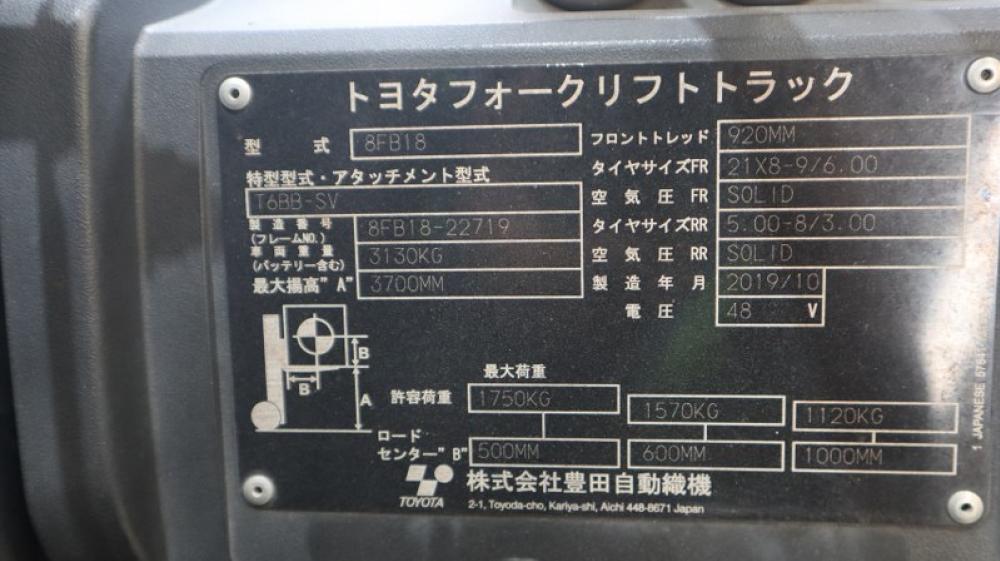 トヨタフォークリフトトラック
型 式 8FB18
特型型式・アタッチメント型式
T6BB-SV
製造番号 8FB18-22719
(フレームNO.)
車両重量 3130KG
(バッテリー含む)
最大揚高"A" 3700MM
フロントトレッド 920MM
タイヤサイズFR 21X8-9/6.00
空気圧 FR SOLID
タイヤサイズRR 5.00-8/3.00
空気圧 RR SOLID
製造年月 2019/10
電圧 48 V
B
B
A
最大荷重
許容荷重 1750KG 1570KG 1120KG
ロード
センター"B" 500MM 600MM 1000MM
TOYOTA
株式会社豊田自動織機
2-1, Toyoda-cho, Kariya-shi, Aichi 448-8671 Japan
1 JAPANESE